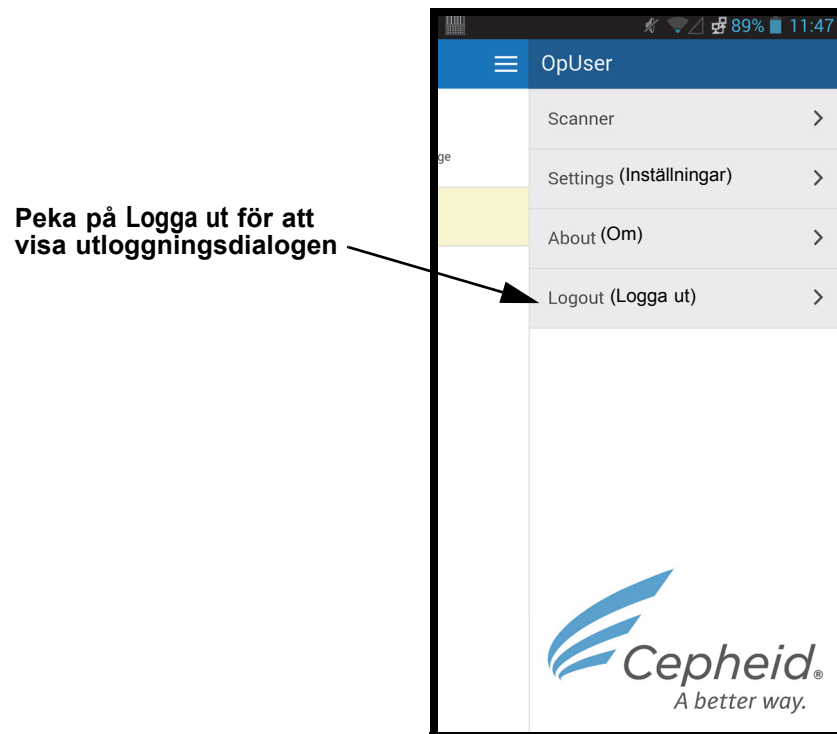 89% 11:47
OpUser
Scanner
ge
Settings (Inställningar)
Peka på Logga ut för att
visa utloggningsdialogen
About (Om)
Logout (Logga ut)
Cepheid®
A better way.